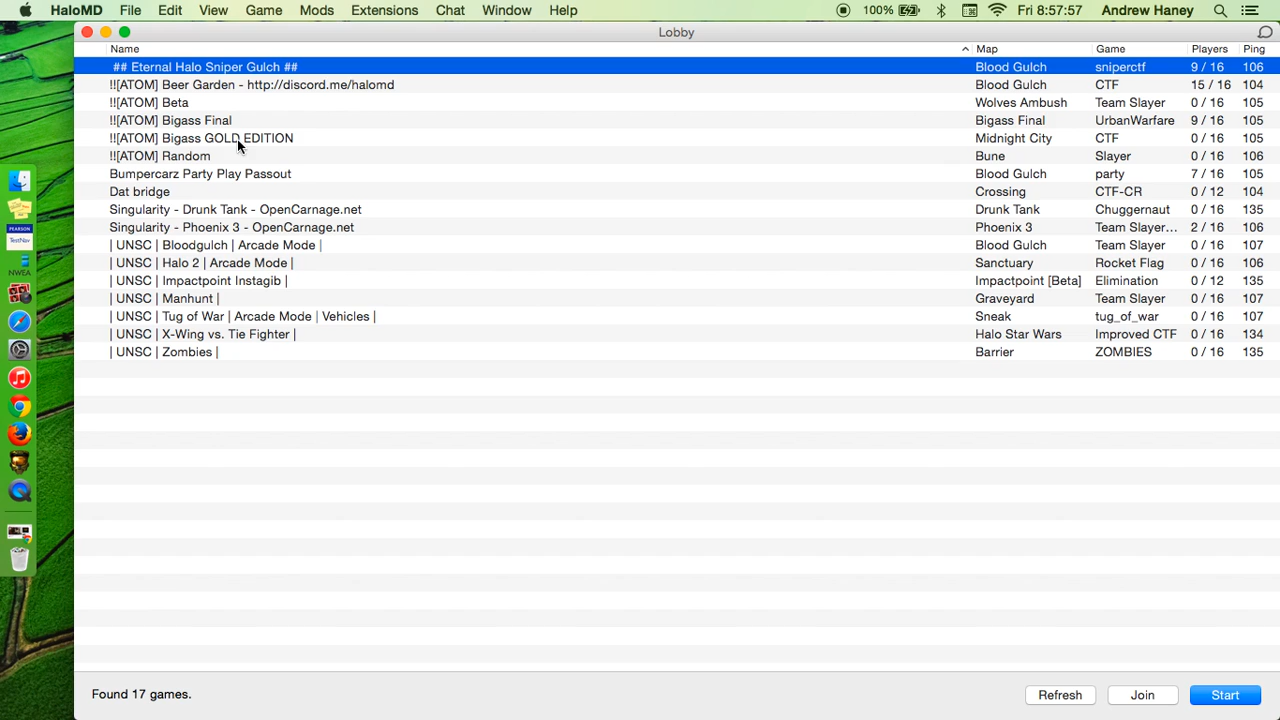 HaloMD File Edit View Game Mods Extensions Chat Window Help 100% Fri 8:57:57 Andrew Haney
Lobby
Name Map Game Players Ping
## Eternal Halo Sniper Gulch ## Blood Gulch sniperctf 9 / 16 106
!![ATOM] Beer Garden - http://discord.me/halomd Blood Gulch CTF 15 / 16 104
!![ATOM] Beta Wolves Ambush Team Slayer 0 / 16 105
!![ATOM] Bigass Final Bigass Final UrbanWarfare 9 / 16 105
!![ATOM] Bigass GOLD EDITION Midnight City CTF 0 / 16 105
!![ATOM] Random Bune Slayer 0 / 16 106
Bumpercarz Party Play Passout Blood Gulch party 7 / 16 105
Dat bridge Crossing CTF-CR 0 / 12 104
Singularity - Drunk Tank - OpenCarnage.net Drunk Tank Chuggernaut 0 / 16 135
Singularity - Phoenix 3 - OpenCarnage.net Phoenix 3 Team Slayer... 2 / 16 106
| UNSC | Bloodgulch | Arcade Mode | Blood Gulch Team Slayer 0 / 16 107
| UNSC | Halo 2 | Arcade Mode | Sanctuary Rocket Flag 0 / 16 106
| UNSC | Impactpoint Instagib | Impactpoint [Beta] Elimination 0 / 12 135
| UNSC | Manhunt | Graveyard Team Slayer 0 / 16 107
| UNSC | Tug of War | Arcade Mode | Vehicles | Sneak tug_of_war 0 / 16 107
| UNSC | X-Wing vs. Tie Fighter | Halo Star Wars Improved CTF 0 / 16 134
| UNSC | Zombies | Barrier ZOMBIES 0 / 16 135
PEARSON
TestNav
NWEA
Found 17 games. Refresh Join Start